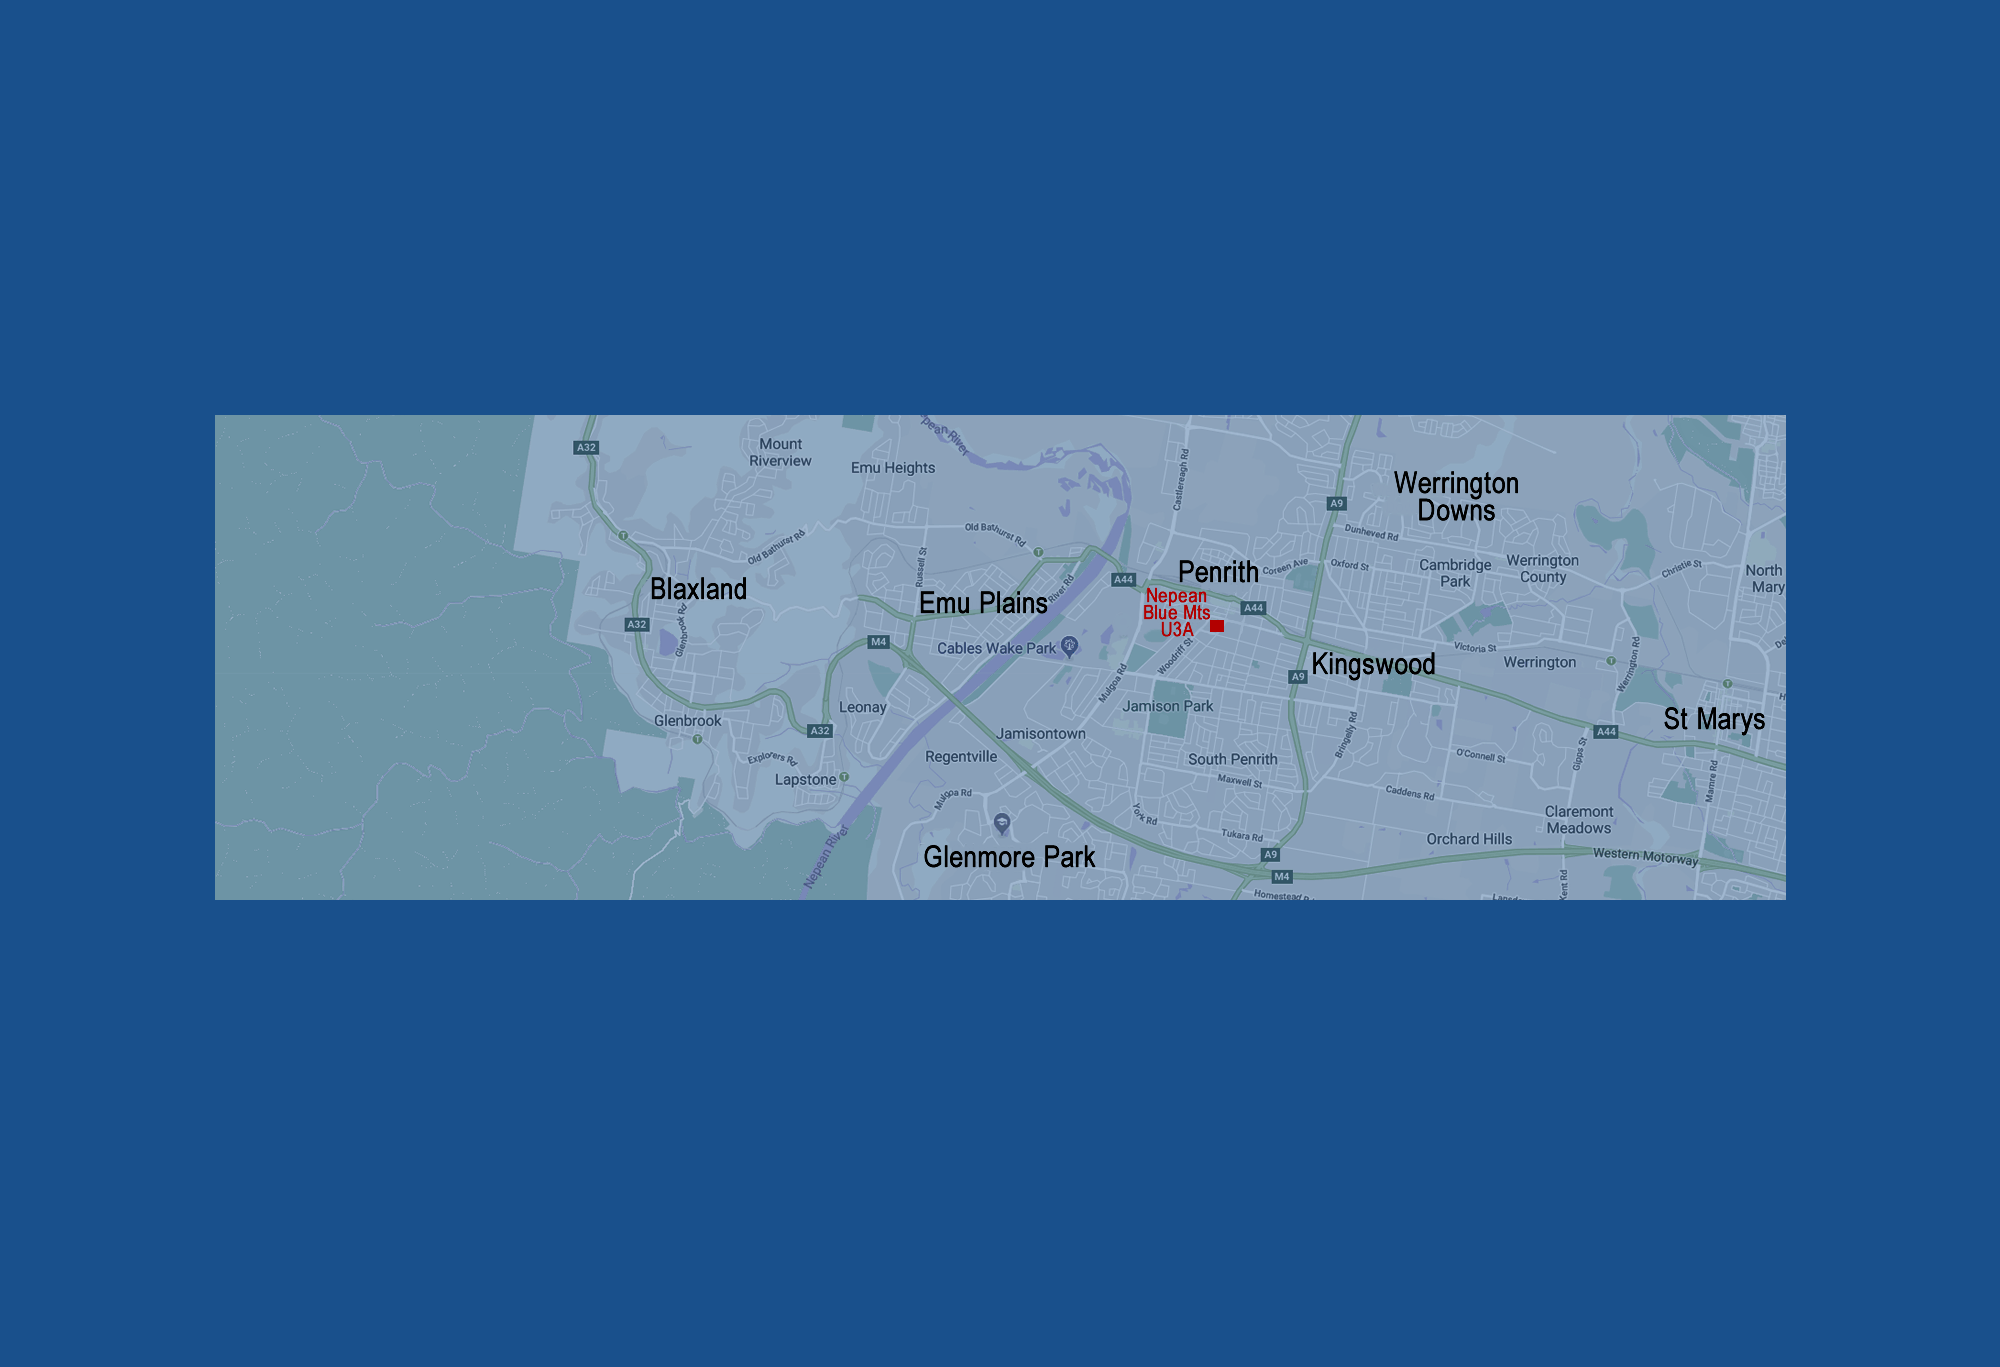 A32
Mount
Riverview
Emu Heights
pean River
Castlereagh Rd
A9
Werrington
Downs
Old Bathurst Rd
Old Bathurst Rd
Dunheved Rd
Russell St
River Rd
A44
Penrith
Coreen Ave
Oxford St
Cambridge
Park
Werrington
County
Christie St
North
Mary
Blaxland
Emu Plains
Nepean
Blue Mts
U3A
A44
A32
Glenbrook Rd
M4
Cables Wake Park
Woodriff St
Mulgoa Rd
Kingswood
A9
Victoria St
Werrington
Werrington Rd
Glenbrook
Leonay
A32
Jamison Park
Jamisontown
Bringelly Rd
St Marys
A44
Explorers Rd
Lapstone
Regentville
South Penrith
Maxwell St
O'Connell St
Gipps St
Mamre Rd
Mulgoa Rd
York Rd
Caddens Rd
Claremont
Meadows
Nepean River
Glenmore Park
Tukara Rd
A9
Orchard Hills
Western Motorway
M4
Kent Rd
Homestead